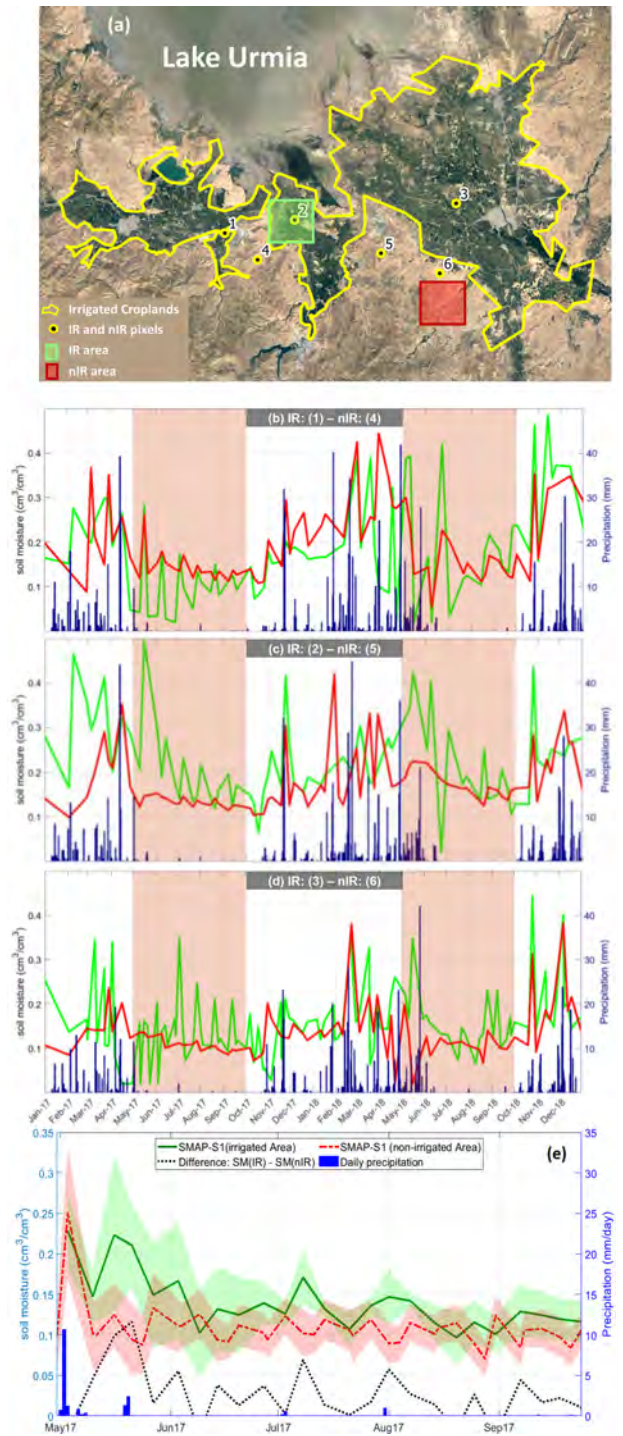 (a)
Lake Urmia
1
2
3
4
5
6
Irrigated Croplands
IR and nIR pixels
IR area
nIR area
(b) IR: (1) – nIR: (4)
soil moisture (cm³/cm³)
0.4
0.3
0.2
0.1
Precipitation (mm)
40
30
20
10
0
(c) IR: (2) – nIR: (5)
soil moisture (cm³/cm³)
0.4
0.3
0.2
0.1
Precipitation (mm)
40
30
20
10
0
(d) IR: (3) – nIR: (6)
soil moisture (cm³/cm³)
0.4
0.3
0.2
0.1
Precipitation (mm)
40
30
20
10
0
Jan-17 Feb-17 Mar-17 Apr-17 May-17 Jun-17 Jul-17 Aug-17 Sep-17 Oct-17 Nov-17 Dec-17 Jan-18 Feb-18 Mar-18 Apr-18 May-18 Jun-18 Jul-18 Aug-18 Sep-18 Oct-18 Nov-18 Dec-18
(e)
SMAP-S1(irrigated Area) SMAP-S1 (non-irrigated Area)
Difference: SM(IR) - SM(nIR) Daily precipitation
soil moisture (cm³/cm³)
0.35
0.3
0.25
0.2
0.15
0.1
0.05
0
Precipitation (mm/day)
35
30
25
20
15
10
5
0
May17 Jun17 Jul17 Aug17 Sep17